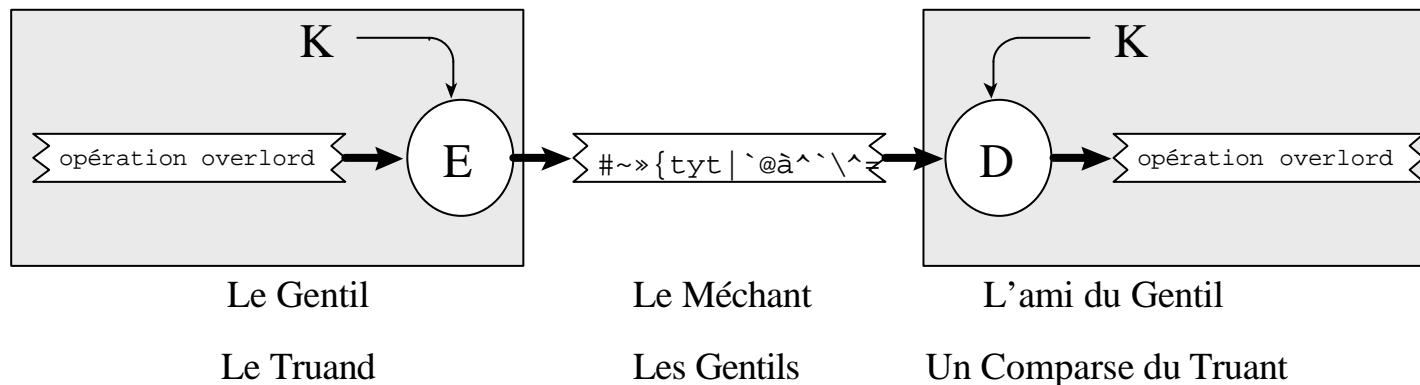 K K
opération overlord E #~»{tyt|`@à^`\^= D opération overlord
Le Gentil Le Méchant L'ami du Gentil
Le Truand Les Gentils Un Comparse du Truant